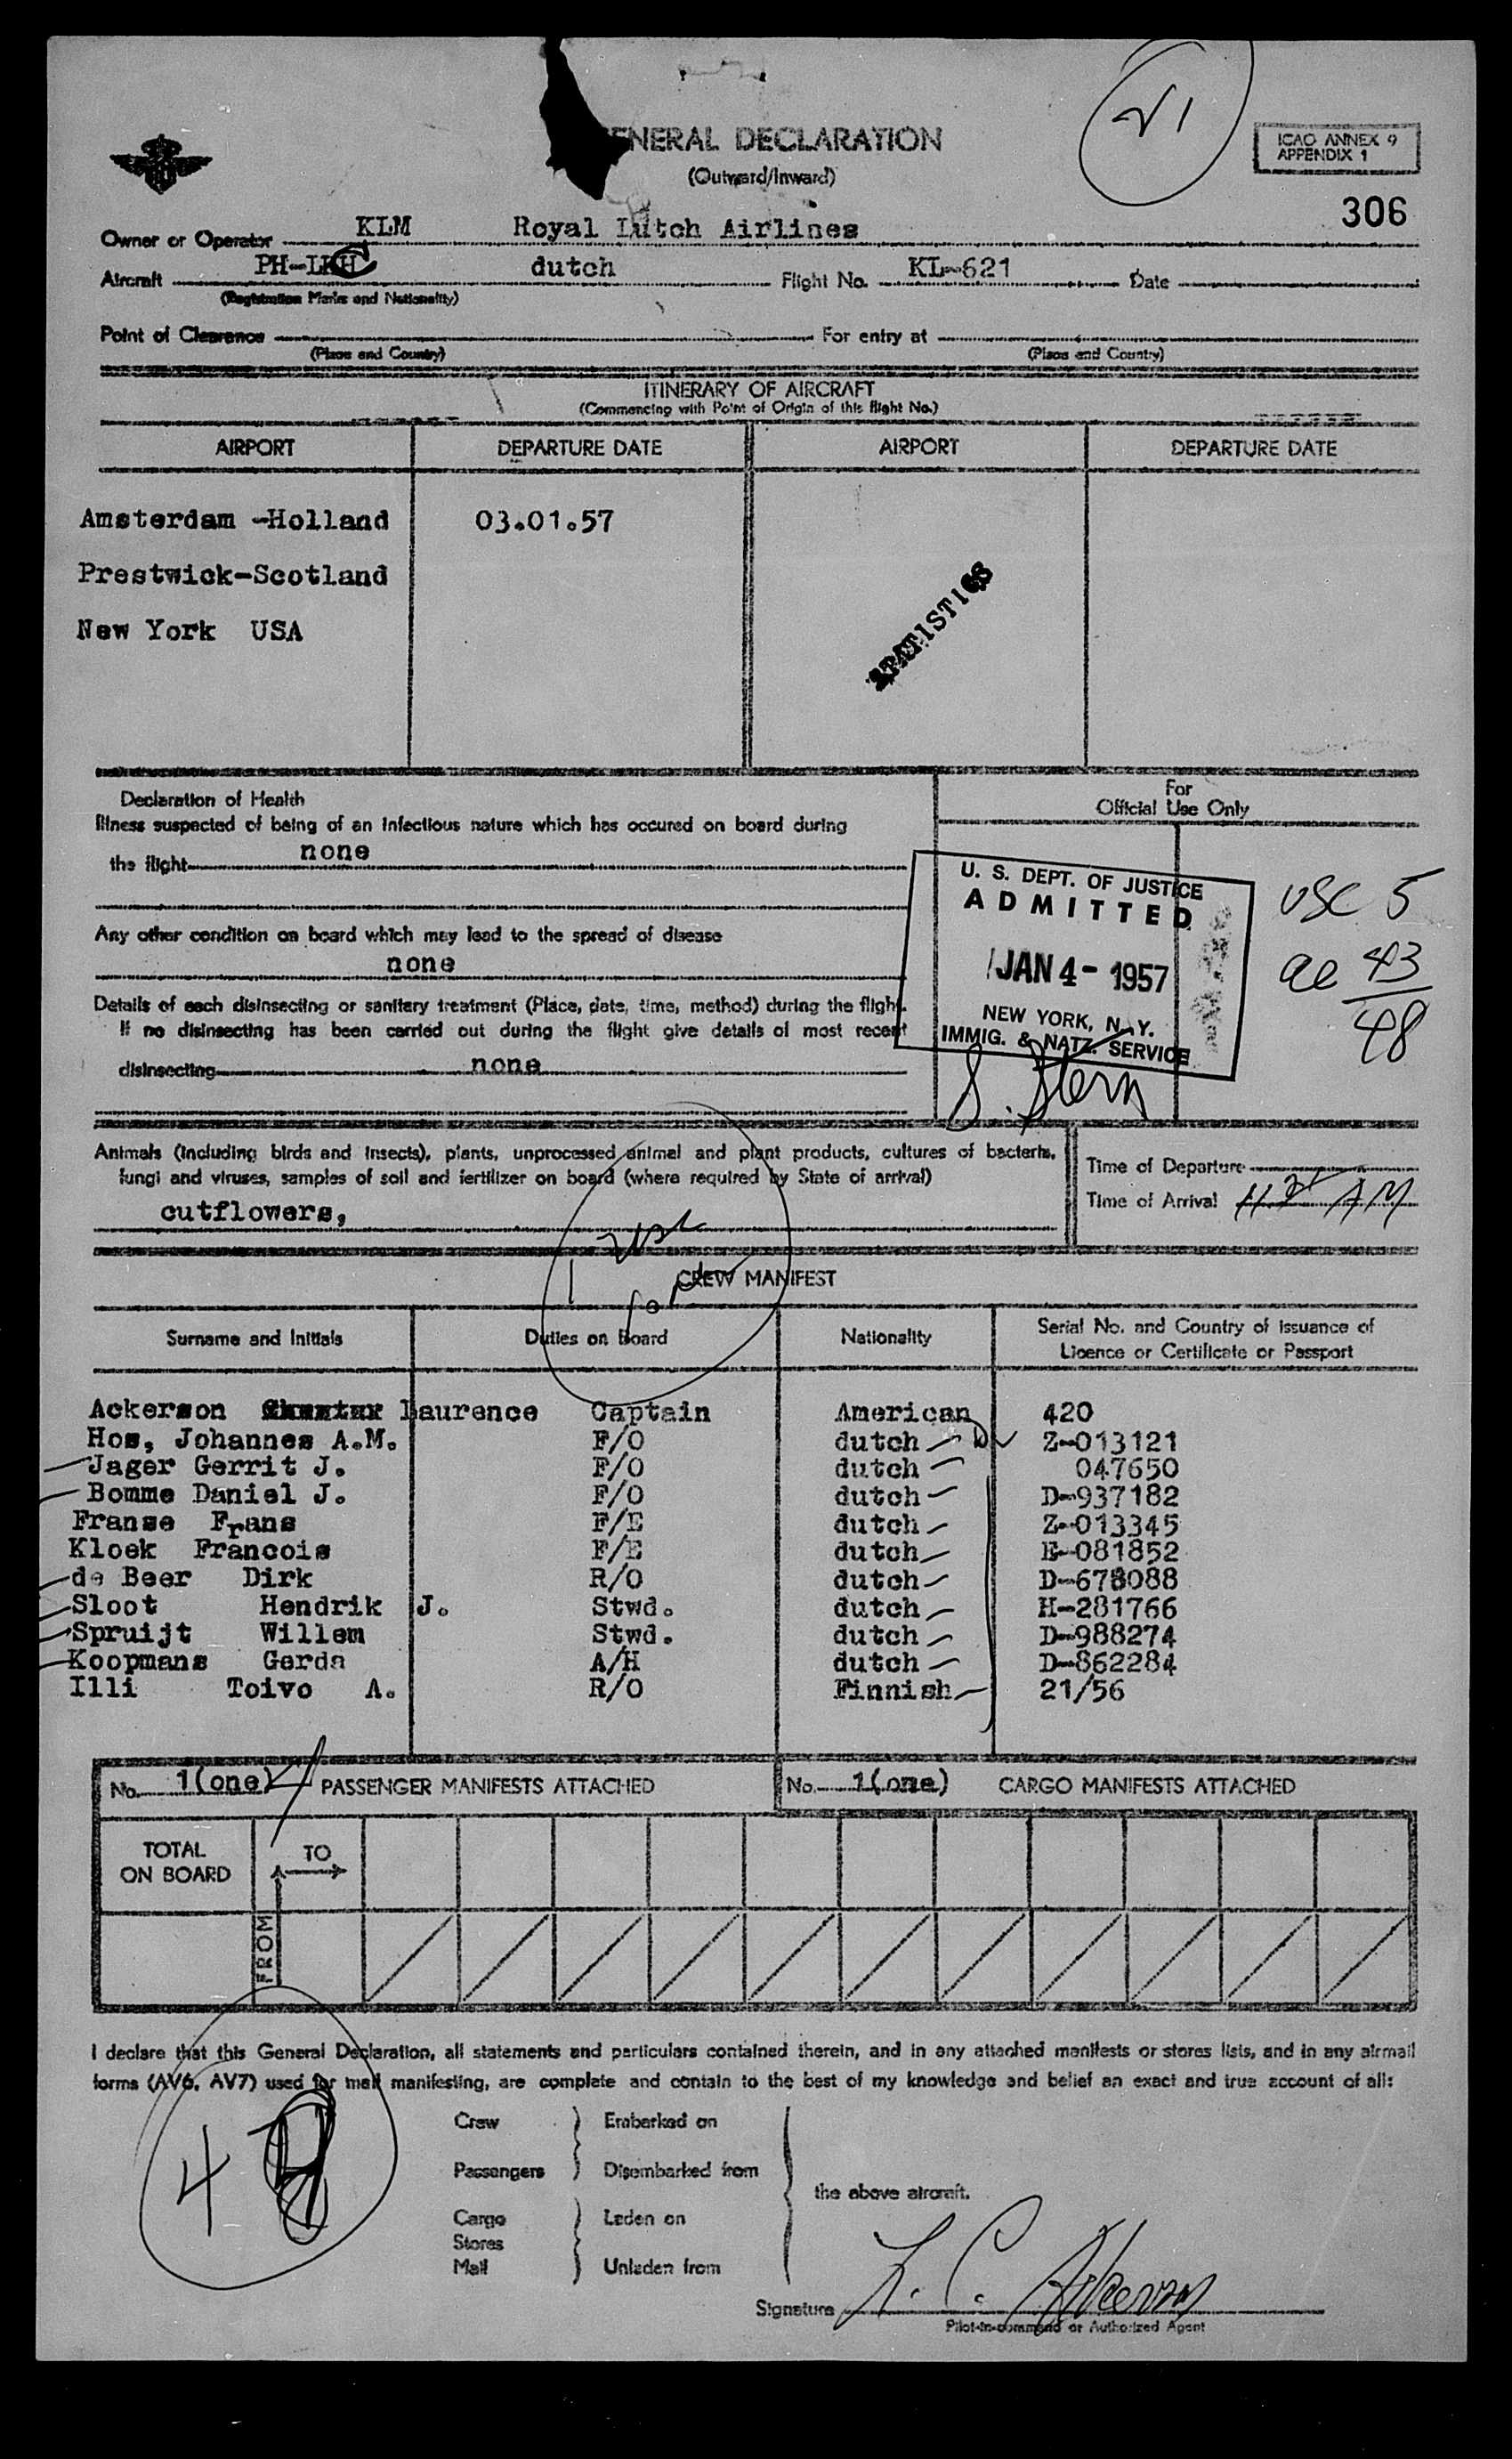 21
GENERAL DECLARATION
(Outward/Inward)
ICAO ANNEX 9
APPENDIX 1
306
Owner or Operator KLM Royal Dutch Airlines
Aircraft PH-LKC dutch Flight No. KL-621 Date
(Registration Marks and Nationality)
Point of Clearance For entry at
(Place and Country) (Place and Country)
ITINERARY OF AIRCRAFT
(Commencing with Point of Origin of this flight No.)
AIRPORT DEPARTURE DATE AIRPORT DEPARTURE DATE
Amsterdam -Holland 03.01.57
Prestwick-Scotland
New York USA
STATISTICS
Declaration of Health
Illness suspected of being of an infectious nature which has occured on board during
the flight none
Any other condition on board which may lead to the spread of disease
none
Details of each disinsecting or sanitary treatment (Place, date, time, method) during the flight.
If no disinsecting has been carried out during the flight give details of most recent
disinsecting none
For
Official Use Only
U. S. DEPT. OF JUSTICE
ADMITTED
JAN 4- 1957
NEW YORK, N. Y.
IMMIG. & NATZ. SERVICE
S. Stern
USC 5
ae 43
48
Animals (including birds and insects), plants, unprocessed animal and plant products, cultures of bacteria,
fungi and viruses, samples of soil and fertilizer on board (where required by State of arrival)
cutflowers,
Time of Departure
Time of Arrival AM
CREW MANIFEST
Surname and Initials Duties on Board Nationality Serial No. and Country of Issuance of
Licence or Certificate or Passport
Ackerson Laurence Captain American 420
Hos, Johannes A.M. F/O dutch Z-013121
Jager Gerrit J. F/O dutch 047650
Bomme Daniel J. F/O dutch D-937182
Franse Frans F/E dutch Z-013345
Kloek Francois F/E dutch E-081852
de Beer Dirk R/O dutch D-678088
Sloot Hendrik J. Stwd. dutch H-281766
Spruijt Willem Stwd. dutch D-988274
Koopmans Gerda A/H dutch D-862284
Illi Toivo A. R/O Finnish 21/56
No. 1(one) PASSENGER MANIFESTS ATTACHED No. 1(one) CARGO MANIFESTS ATTACHED
TOTAL
ON BOARD
TO
FROM
I declare that this General Declaration, all statements and particulars contained therein, and in any attached manifests or stores lists, and in any airmail
forms (AV6, AV7) used for mail manifesting, are complete and contain to the best of my knowledge and belief an exact and true account of all:
Crew Embarked on
Passengers Disembarked from
the above aircraft.
Cargo Laden on
Stores
Mail Unladen from
Signature L. C. Ackerson
Pilot-in-command or Authorized Agent